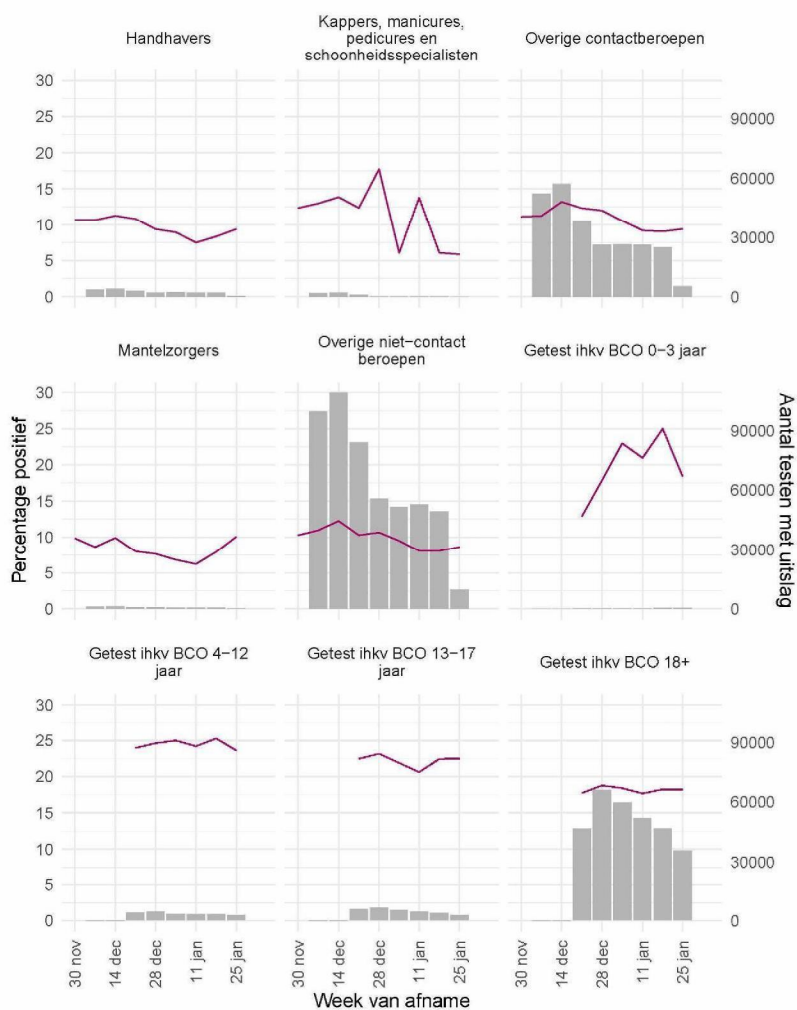 Handhavers
Kappers, manicures,
pedicures en
schoonheidsspecialisten
Overige contactberoepen
30
25
20
15
10
5
0
90000
60000
30000
0
Mantelzorgers
Overige niet-contact
beroepen
Getest ihkv BCO 0-3 jaar
30
25
20
15
10
5
0
90000
60000
30000
0
Percentage positief
Aantal testen met uitslag
Getest ihkv BCO 4-12
jaar
Getest ihkv BCO 13-17
jaar
Getest ihkv BCO 18+
30
25
20
15
10
5
0
90000
60000
30000
0
30 nov
14 dec
28 dec
11 jan
25 jan
30 nov
14 dec
28 dec
11 jan
25 jan
30 nov
14 dec
28 dec
11 jan
25 jan
Week van afname